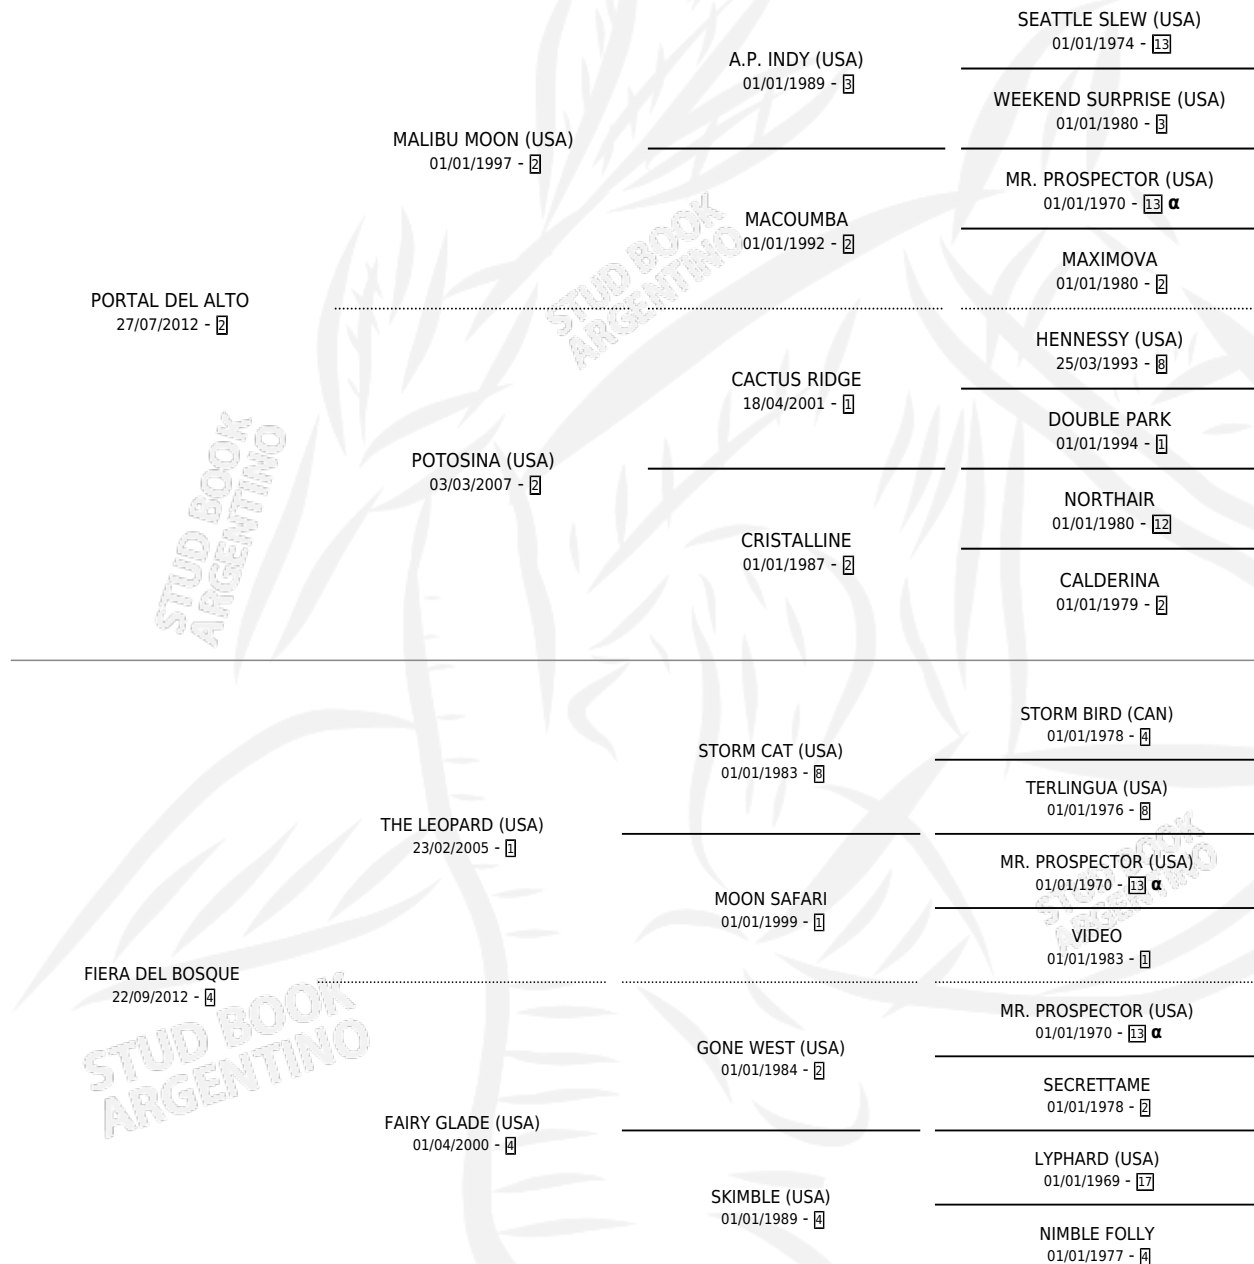 SEATTLE SLEW (USA)
01/01/1974 - 13
A.P. INDY (USA)
01/01/1989 - 3
WEEKEND SURPRISE (USA)
01/01/1980 - 3
MALIBU MOON (USA)
01/01/1997 - 2
MR. PROSPECTOR (USA)
01/01/1970 - 13 α
MACOUMBA
01/01/1992 - 2
MAXIMOVA
01/01/1980 - 2
PORTAL DEL ALTO
27/07/2012 - 2
HENNESSY (USA)
25/03/1993 - 8
CACTUS RIDGE
18/04/2001 - 1
DOUBLE PARK
01/01/1994 - 1
POTOSINA (USA)
03/03/2007 - 2
NORTHAIR
01/01/1980 - 12
CRISTALLINE
01/01/1987 - 2
CALDERINA
01/01/1979 - 2
STORM BIRD (CAN)
01/01/1978 - 4
STORM CAT (USA)
01/01/1983 - 8
TERLINGUA (USA)
01/01/1976 - 8
THE LEOPARD (USA)
23/02/2005 - 1
MR. PROSPECTOR (USA)
01/01/1970 - 13 α
MOON SAFARI
01/01/1999 - 1
VIDEO
01/01/1983 - 1
FIERA DEL BOSQUE
22/09/2012 - 4
MR. PROSPECTOR (USA)
01/01/1970 - 13 α
GONE WEST (USA)
01/01/1984 - 2
SECRETTAME
01/01/1978 - 2
FAIRY GLADE (USA)
01/04/2000 - 4
LYPHARD (USA)
01/01/1969 - 17
SKIMBLE (USA)
01/01/1989 - 4
NIMBLE FOLLY
01/01/1977 - 4
STUD BOOK
ARGENTINO
STUD BOOK
ARGENTINO
STUD BOOK
ARGENTINO
STUD BOOK
ARGENTINO